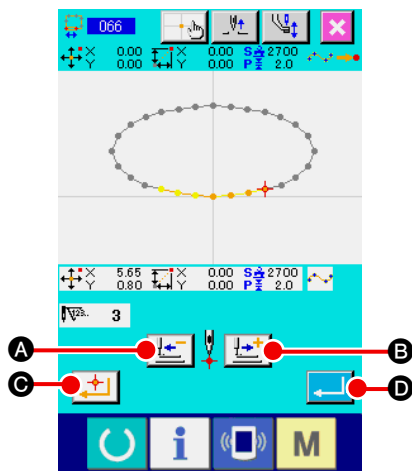 066
X 0.00 X 0.00 S 2700
Y 0.00 Y 0.00 P 2.0
X 5.65 X 0.00 S 2700
Y 0.80 Y 0.00 P 2.0
123.. 3
A B
C D
i M